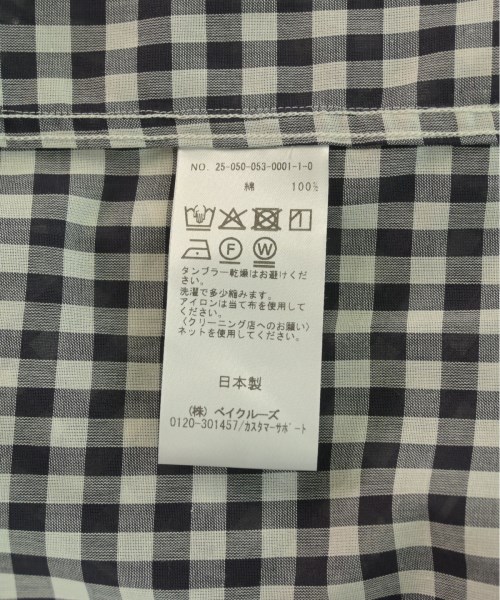 NO. 25-050-053-0001-1-0
綿 100%
F W
タンブラー乾燥はお避けくださ
い。
洗濯で多少縮みます。
アイロンは当て布を使用して
ください。
〈クリーニング店へのお願い〉
ネットを使用してください。
日本製
(株) ベイクルーズ
0120-301457/カスタマーサポート